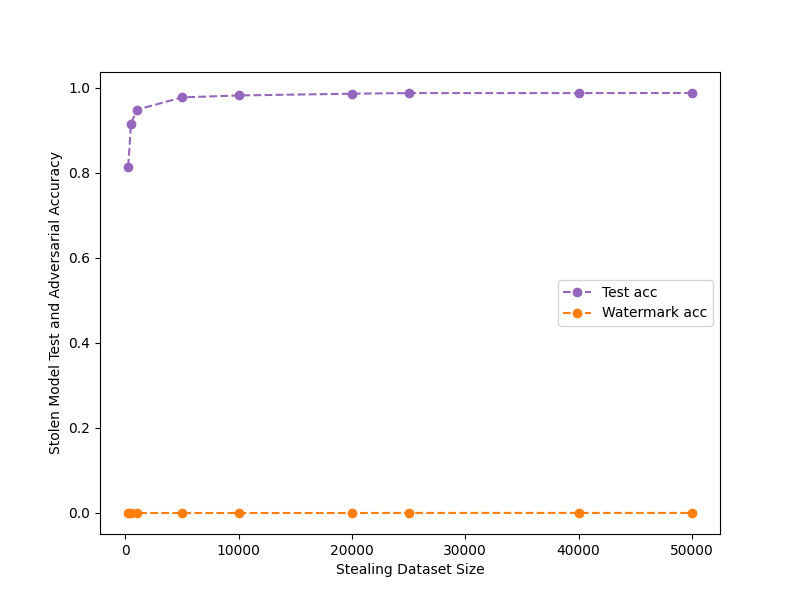 1.0
0.8
0.6
0.4
0.2
0.0
Stolen Model Test and Adversarial Accuracy
Test acc
Watermark acc
0 10000 20000 30000 40000 50000
Stealing Dataset Size